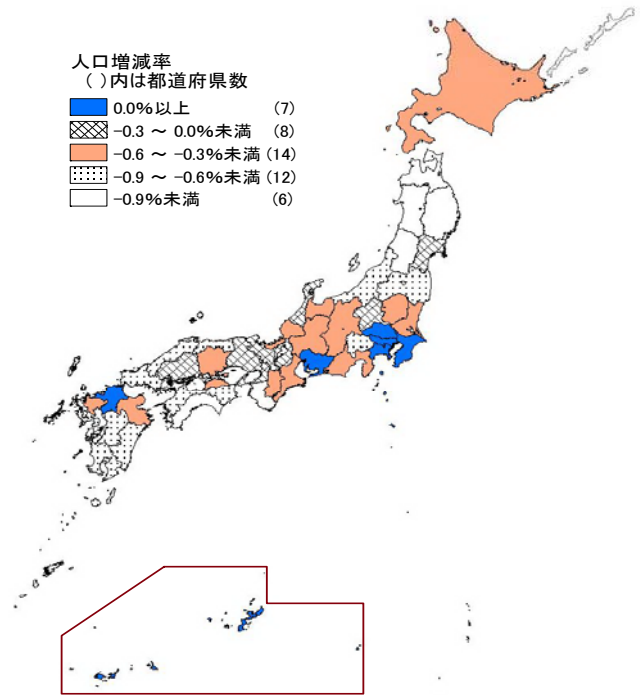 人口増減率
( )内は都道府県数
0.0%以上 (7)
-0.3 ～ 0.0%未満 (8)
-0.6 ～ -0.3%未満 (14)
-0.9 ～ -0.6%未満 (12)
-0.9%未満 (6)